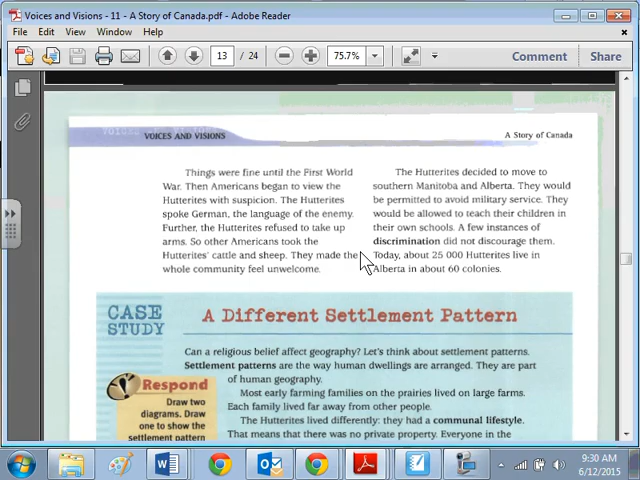 Voices and Visions - 11 - A Story of Canada.pdf - Adobe Reader
File Edit View Window Help
13 / 24 75.7% Comment Share
VOICES AND VISIONS
A Story of Canada
Things were fine until the First World
War. Then Americans began to view the
Hutterites with suspicion. The Hutterites
spoke German, the language of the enemy.
Further, the Hutterites refused to take up
arms. So other Americans took the
Hutterites' cattle and sheep. They made the
whole community feel unwelcome.
The Hutterites decided to move to
southern Manitoba and Alberta. They would
be permitted to avoid military service. They
would be allowed to teach their children in
their own schools. A few instances of
discrimination did not discourage them.
Today, about 25 000 Hutterites live in
Alberta in about 60 colonies.
CASE
STUDY
A Different Settlement Pattern
Can a religious belief affect geography? Let's think about settlement patterns.
Settlement patterns are the way human dwellings are arranged. They are part
of human geography.
Most early farming families on the prairies lived on large farms.
Each family lived far away from other people.
The Hutterites lived differently: they had a communal lifestyle.
That means that there was no private property. Everyone in the
Respond
Draw two
diagrams. Draw
one to show the
settlement pattern
9:30 AM
6/12/2015